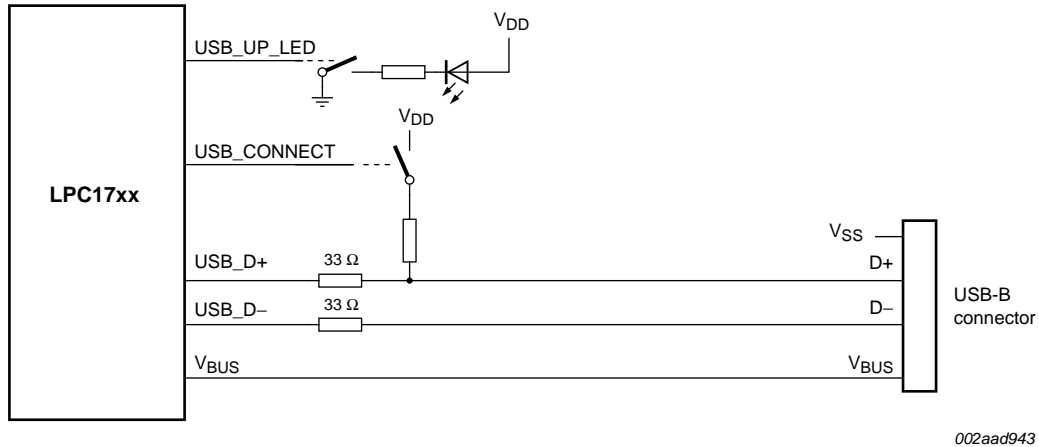 VDD
USB_UP_LED
VDD
USB_CONNECT
LPC17xx
VSS
USB_D+
33 Ω
D+
USB_D−
33 Ω
D−
USB-B
connector
VBUS
VBUS
002aad943